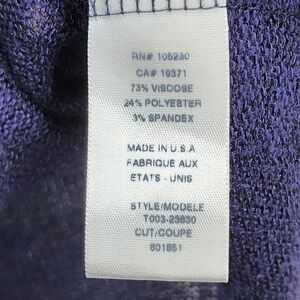 RN# 105230
CA# 19371
73% VISCOSE
24% POLYESTER
3% SPANDEX
MADE IN U.S.A
FABRIQUE AUX
ETATS - UNIS
STYLE/MODELE
T003-23830
CUT/COUPE
601851